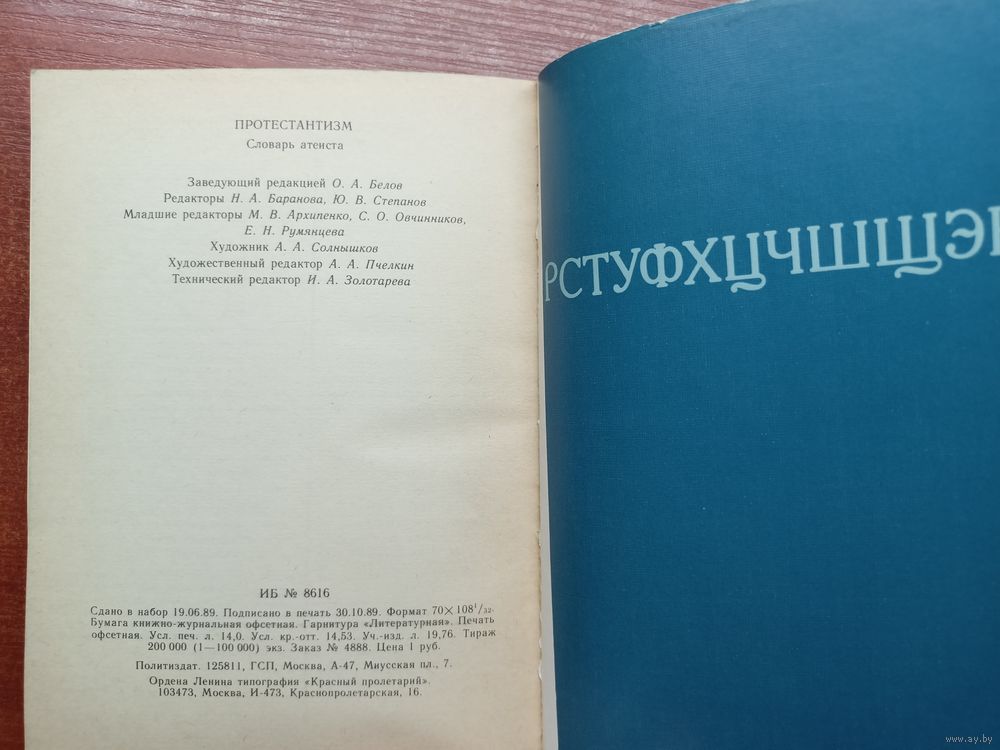 ПРОТЕСТАНТИЗМ
Словарь атеиста
Заведующий редакцией О. А. Белов
Редакторы Н. А. Баранова, Ю. В. Степанов
Младшие редакторы М. В. Архипенко, С. О. Овчинников,
Е. Н. Румянцева
Художник А. А. Солнышков
Художественный редактор А. А. Пчелкин
Технический редактор И. А. Золотарева
ИБ № 8616
Сдано в набор 19.06.89. Подписано в печать 30.10.89. Формат 70×108¹/₃₂.
Бумага книжно-журнальная офсетная. Гарнитура «Литературная». Печать
офсетная. Усл. печ. л. 14,0. Усл. кр.-отт. 14,53. Уч.-изд. л. 19,76. Тираж
200 000 (1—100 000) экз. Заказ № 4888. Цена 1 руб.
Политиздат. 125811, ГСП, Москва, А-47, Миусская пл., 7.
Ордена Ленина типография «Красный пролетарий».
103473, Москва, И-473, Краснопролетарская, 16.
РСТУФХЦЧШЩЭ
www.ay.by